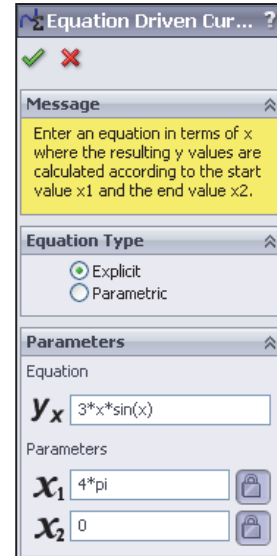 Equation Driven Cur... ?
Message
Enter an equation in terms of x
where the resulting y values are
calculated according to the start
value x1 and the end value x2.
Equation Type
Explicit
Parametric
Parameters
Equation
yx 3*x*sin(x)
Parameters
x1 4*pi
x2 0